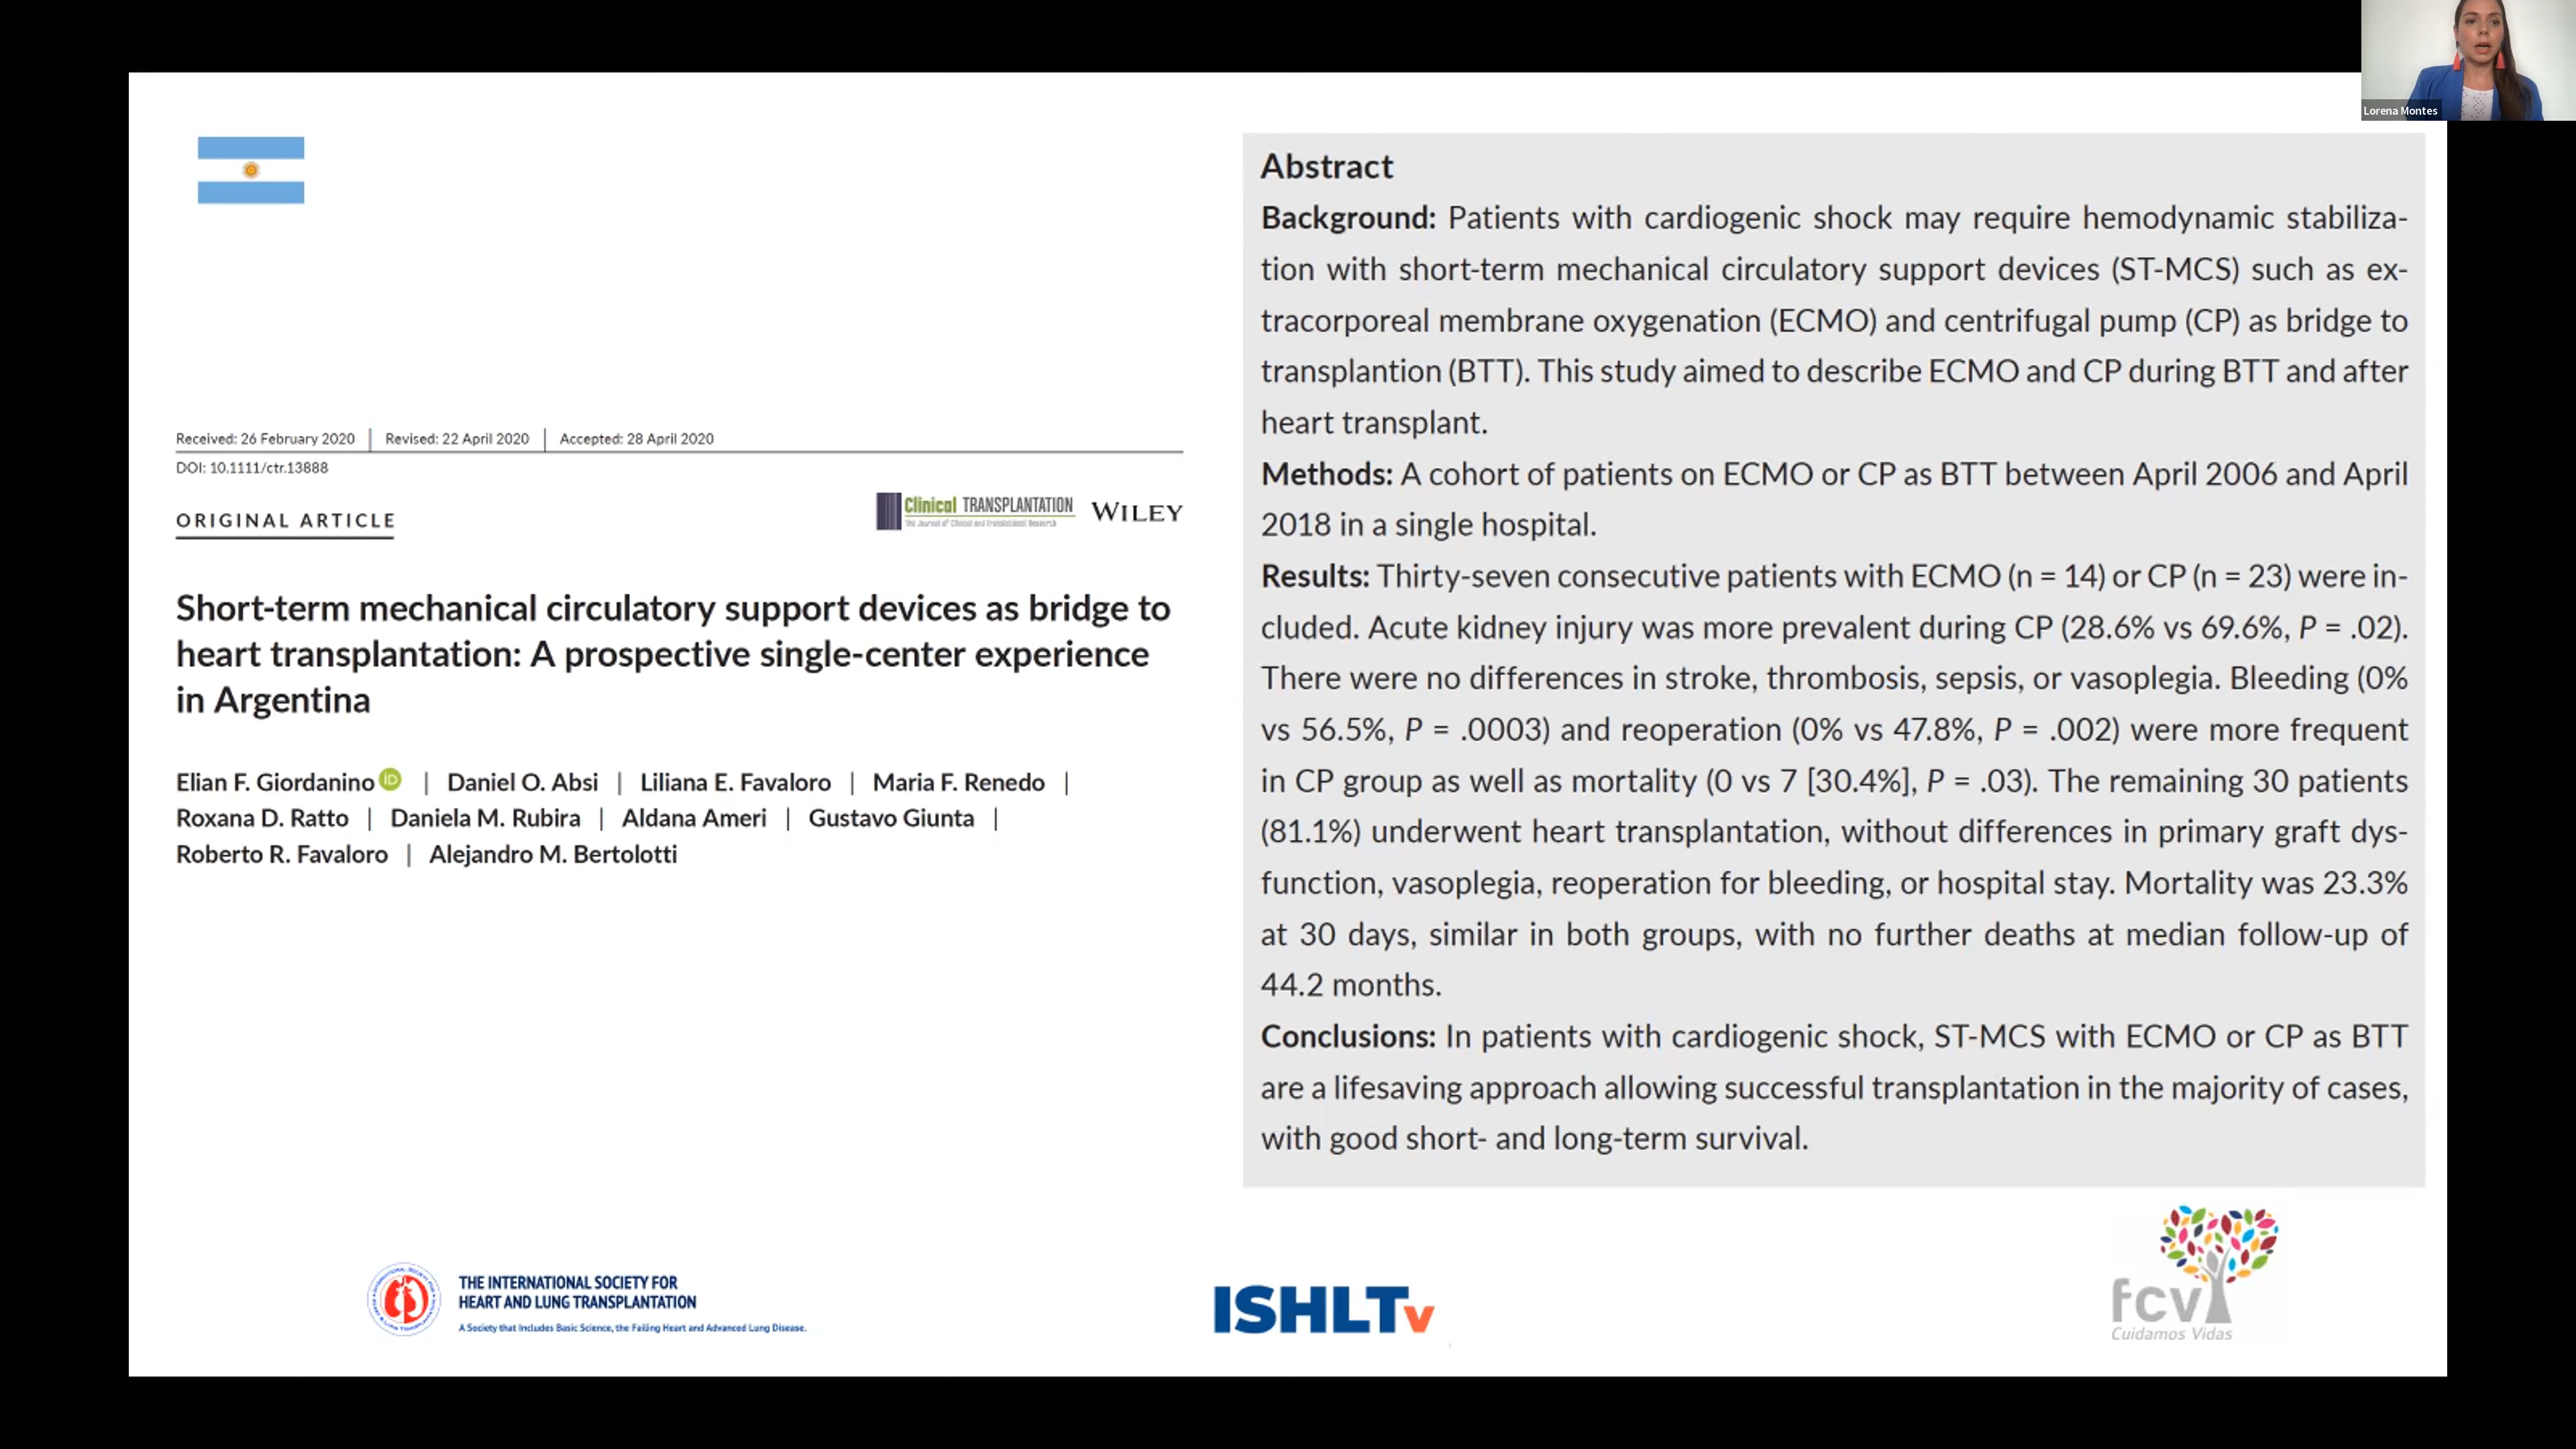 Lorena Montes
Received: 26 February 2020 | Revised: 22 April 2020 | Accepted: 28 April 2020
DOI: 10.1111/ctr.13888
Clinical TRANSPLANTATION
The Journal of Clinical and Translational Research
WILEY
ORIGINAL ARTICLE
Short-term mechanical circulatory support devices as bridge to
heart transplantation: A prospective single-center experience
in Argentina
Elian F. Giordanino iD | Daniel O. Absi | Liliana E. Favaloro | Maria F. Renedo |
Roxana D. Ratto | Daniela M. Rubira | Aldana Ameri | Gustavo Giunta |
Roberto R. Favaloro | Alejandro M. Bertolotti
Abstract
Background: Patients with cardiogenic shock may require hemodynamic stabiliza-
tion with short-term mechanical circulatory support devices (ST-MCS) such as ex-
tracorporeal membrane oxygenation (ECMO) and centrifugal pump (CP) as bridge to
transplantion (BTT). This study aimed to describe ECMO and CP during BTT and after
heart transplant.
Methods: A cohort of patients on ECMO or CP as BTT between April 2006 and April
2018 in a single hospital.
Results: Thirty-seven consecutive patients with ECMO (n = 14) or CP (n = 23) were in-
cluded. Acute kidney injury was more prevalent during CP (28.6% vs 69.6%, P = .02).
There were no differences in stroke, thrombosis, sepsis, or vasoplegia. Bleeding (0%
vs 56.5%, P = .0003) and reoperation (0% vs 47.8%, P = .002) were more frequent
in CP group as well as mortality (0 vs 7 [30.4%], P = .03). The remaining 30 patients
(81.1%) underwent heart transplantation, without differences in primary graft dys-
function, vasoplegia, reoperation for bleeding, or hospital stay. Mortality was 23.3%
at 30 days, similar in both groups, with no further deaths at median follow-up of
44.2 months.
Conclusions: In patients with cardiogenic shock, ST-MCS with ECMO or CP as BTT
are a lifesaving approach allowing successful transplantation in the majority of cases,
with good short- and long-term survival.
THE INTERNATIONAL SOCIETY FOR
HEART AND LUNG TRANSPLANTATION
A Society that Includes Basic Science, the Failing Heart and Advanced Lung Disease.
ISHLTv
fcv
Cuidamos Vidas